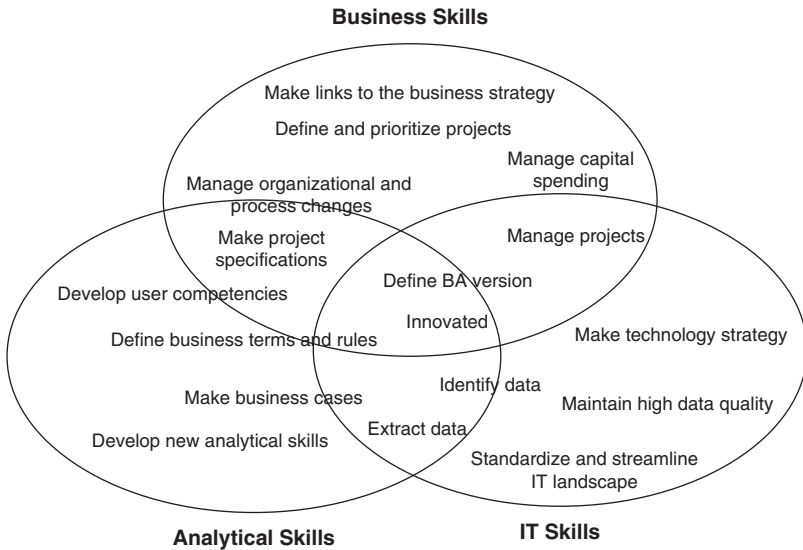 Business Skills
Make links to the business strategy
Define and prioritize projects
Manage capital
spending
Manage organizational and
process changes
Make project
specifications
Manage projects
Define BA version
Develop user competencies
Innovated
Define business terms and rules
Make technology strategy
Identify data
Make business cases
Maintain high data quality
Extract data
Develop new analytical skills
Standardize and streamline
IT landscape
Analytical Skills
IT Skills